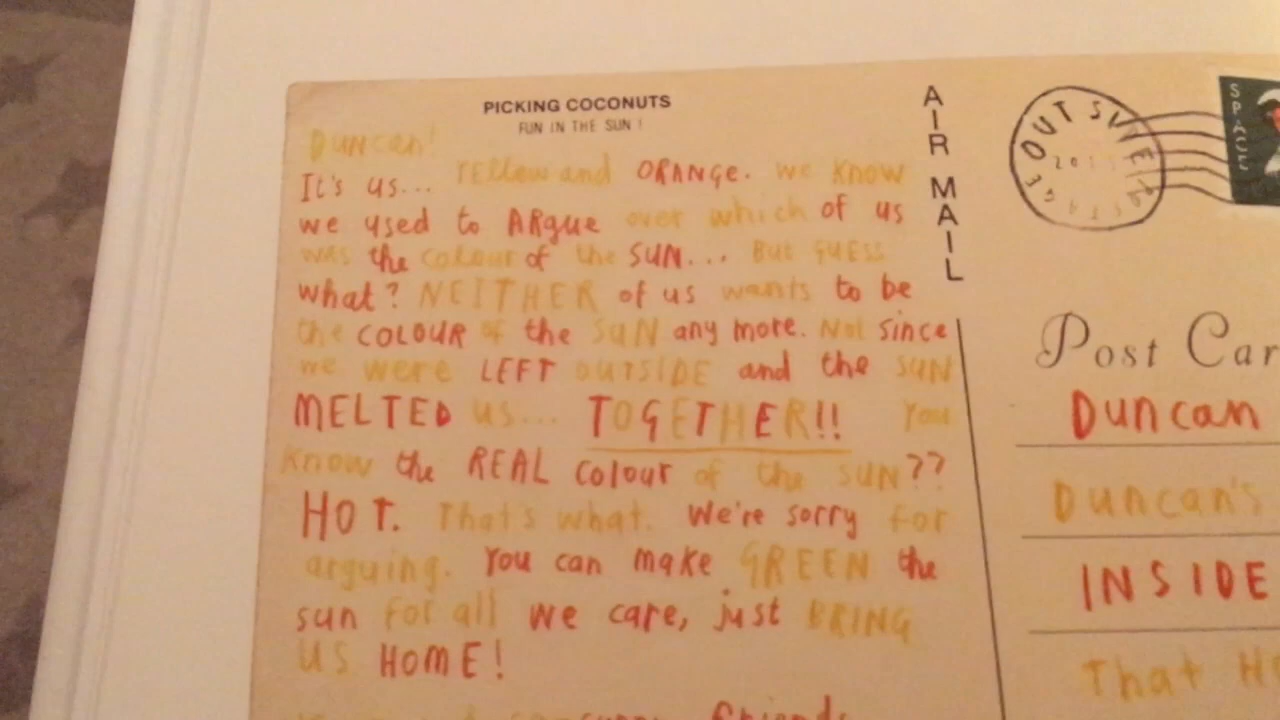 PICKING COCONUTS
FUN IN THE SUN !
Duncan!
It's us... YELLOW and ORANGE. we know
we used to ARgue over which of us
was the colour of the SUN... But GUESS
what? NEITHER of us wants to be
the COLOUR of the SUN any more. Not since
we were LEFT OUTSIDE and the SUN
MELTED us... TOGETHER!! You
know the REAL colour of the SUN??
HOT. That's what. We're sorry for
arguing. You can make GREEN the
sun for all we care, just BRING
US HOME!
friends
AIR MAIL
SPACE
Post Car
Duncan
Duncan's
INSIDE
That